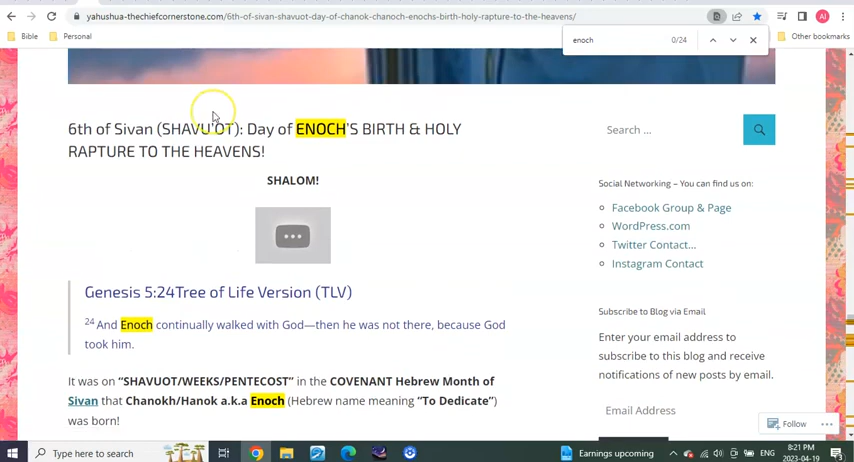 yahushua-thechiefcornerstone.com/6th-of-sivan-shavuot-day-of-chanok-chanoch-enochs-birth-holy-rapture-to-the-heavens/
AI
Bible
Personal
enoch
0/24
Other bookmarks
6th of Sivan (SHAVU'OT): Day of ENOCH'S BIRTH & HOLY
RAPTURE TO THE HEAVENS!
SHALOM!
Genesis 5:24Tree of Life Version (TLV)
24 And Enoch continually walked with God—then he was not there, because God
took him.
It was on “SHAVUOT/WEEKS/PENTECOST” in the COVENANT Hebrew Month of
Sivan that Chanokh/Hanok a.k.a Enoch (Hebrew name meaning “To Dedicate”)
was born!
Search …
Social Networking – You can find us on:
Facebook Group & Page
WordPress.com
Twitter Contact…
Instagram Contact
Subscribe to Blog via Email
Enter your email address to
subscribe to this blog and receive
notifications of new posts by email.
Email Address
Follow
Type here to search
Earnings upcoming
ENG
8:21 PM
2023-04-19
3